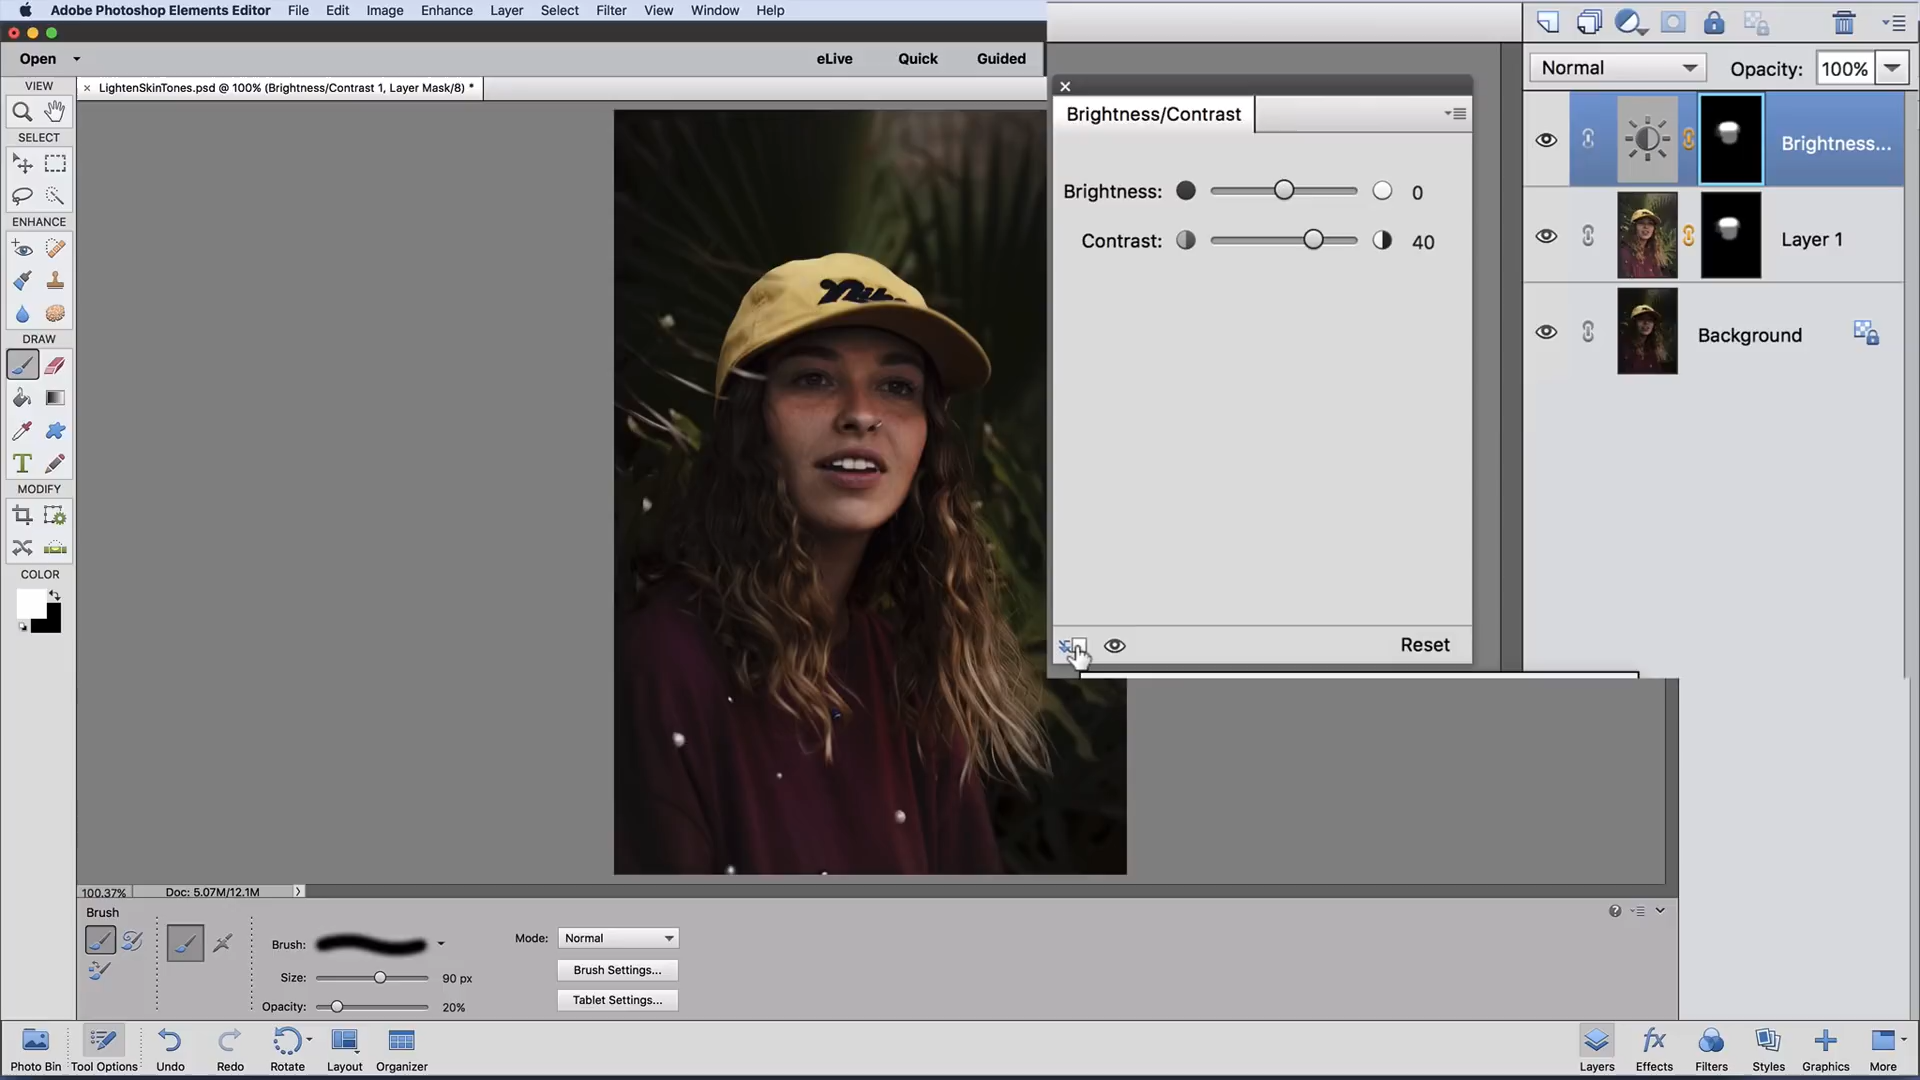 Adobe Photoshop Elements Editor File Edit Image Enhance Layer Select Filter View Window Help
Open eLive Quick Guided
Normal Opacity: 100%
VIEW
LightenSkinTones.psd @ 100% (Brightness/Contrast 1, Layer Mask/8) *
Brightness/Contrast
SELECT
Brightness...
Brightness: 0
ENHANCE
Contrast: 40
Layer 1
Background
DRAW
MODIFY
COLOR
Reset
100.37% Doc: 5.07M/12.1M
Brush
Brush: Mode: Normal
Size: 90 px Brush Settings...
Opacity: 20% Tablet Settings...
Photo Bin Tool Options Undo Redo Rotate Layout Organizer Layers Effects Filters Styles Graphics More